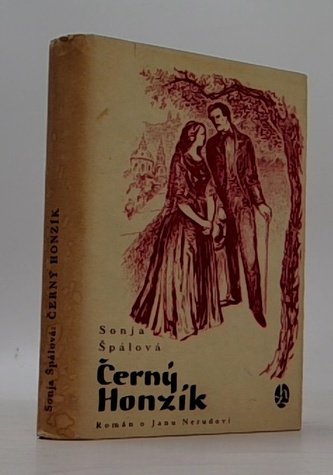 Sonja Špálová: ČERNÝ HONZÍK
Sonja
Špálová
Černý
Honzík
Román o Janu Nerudovi